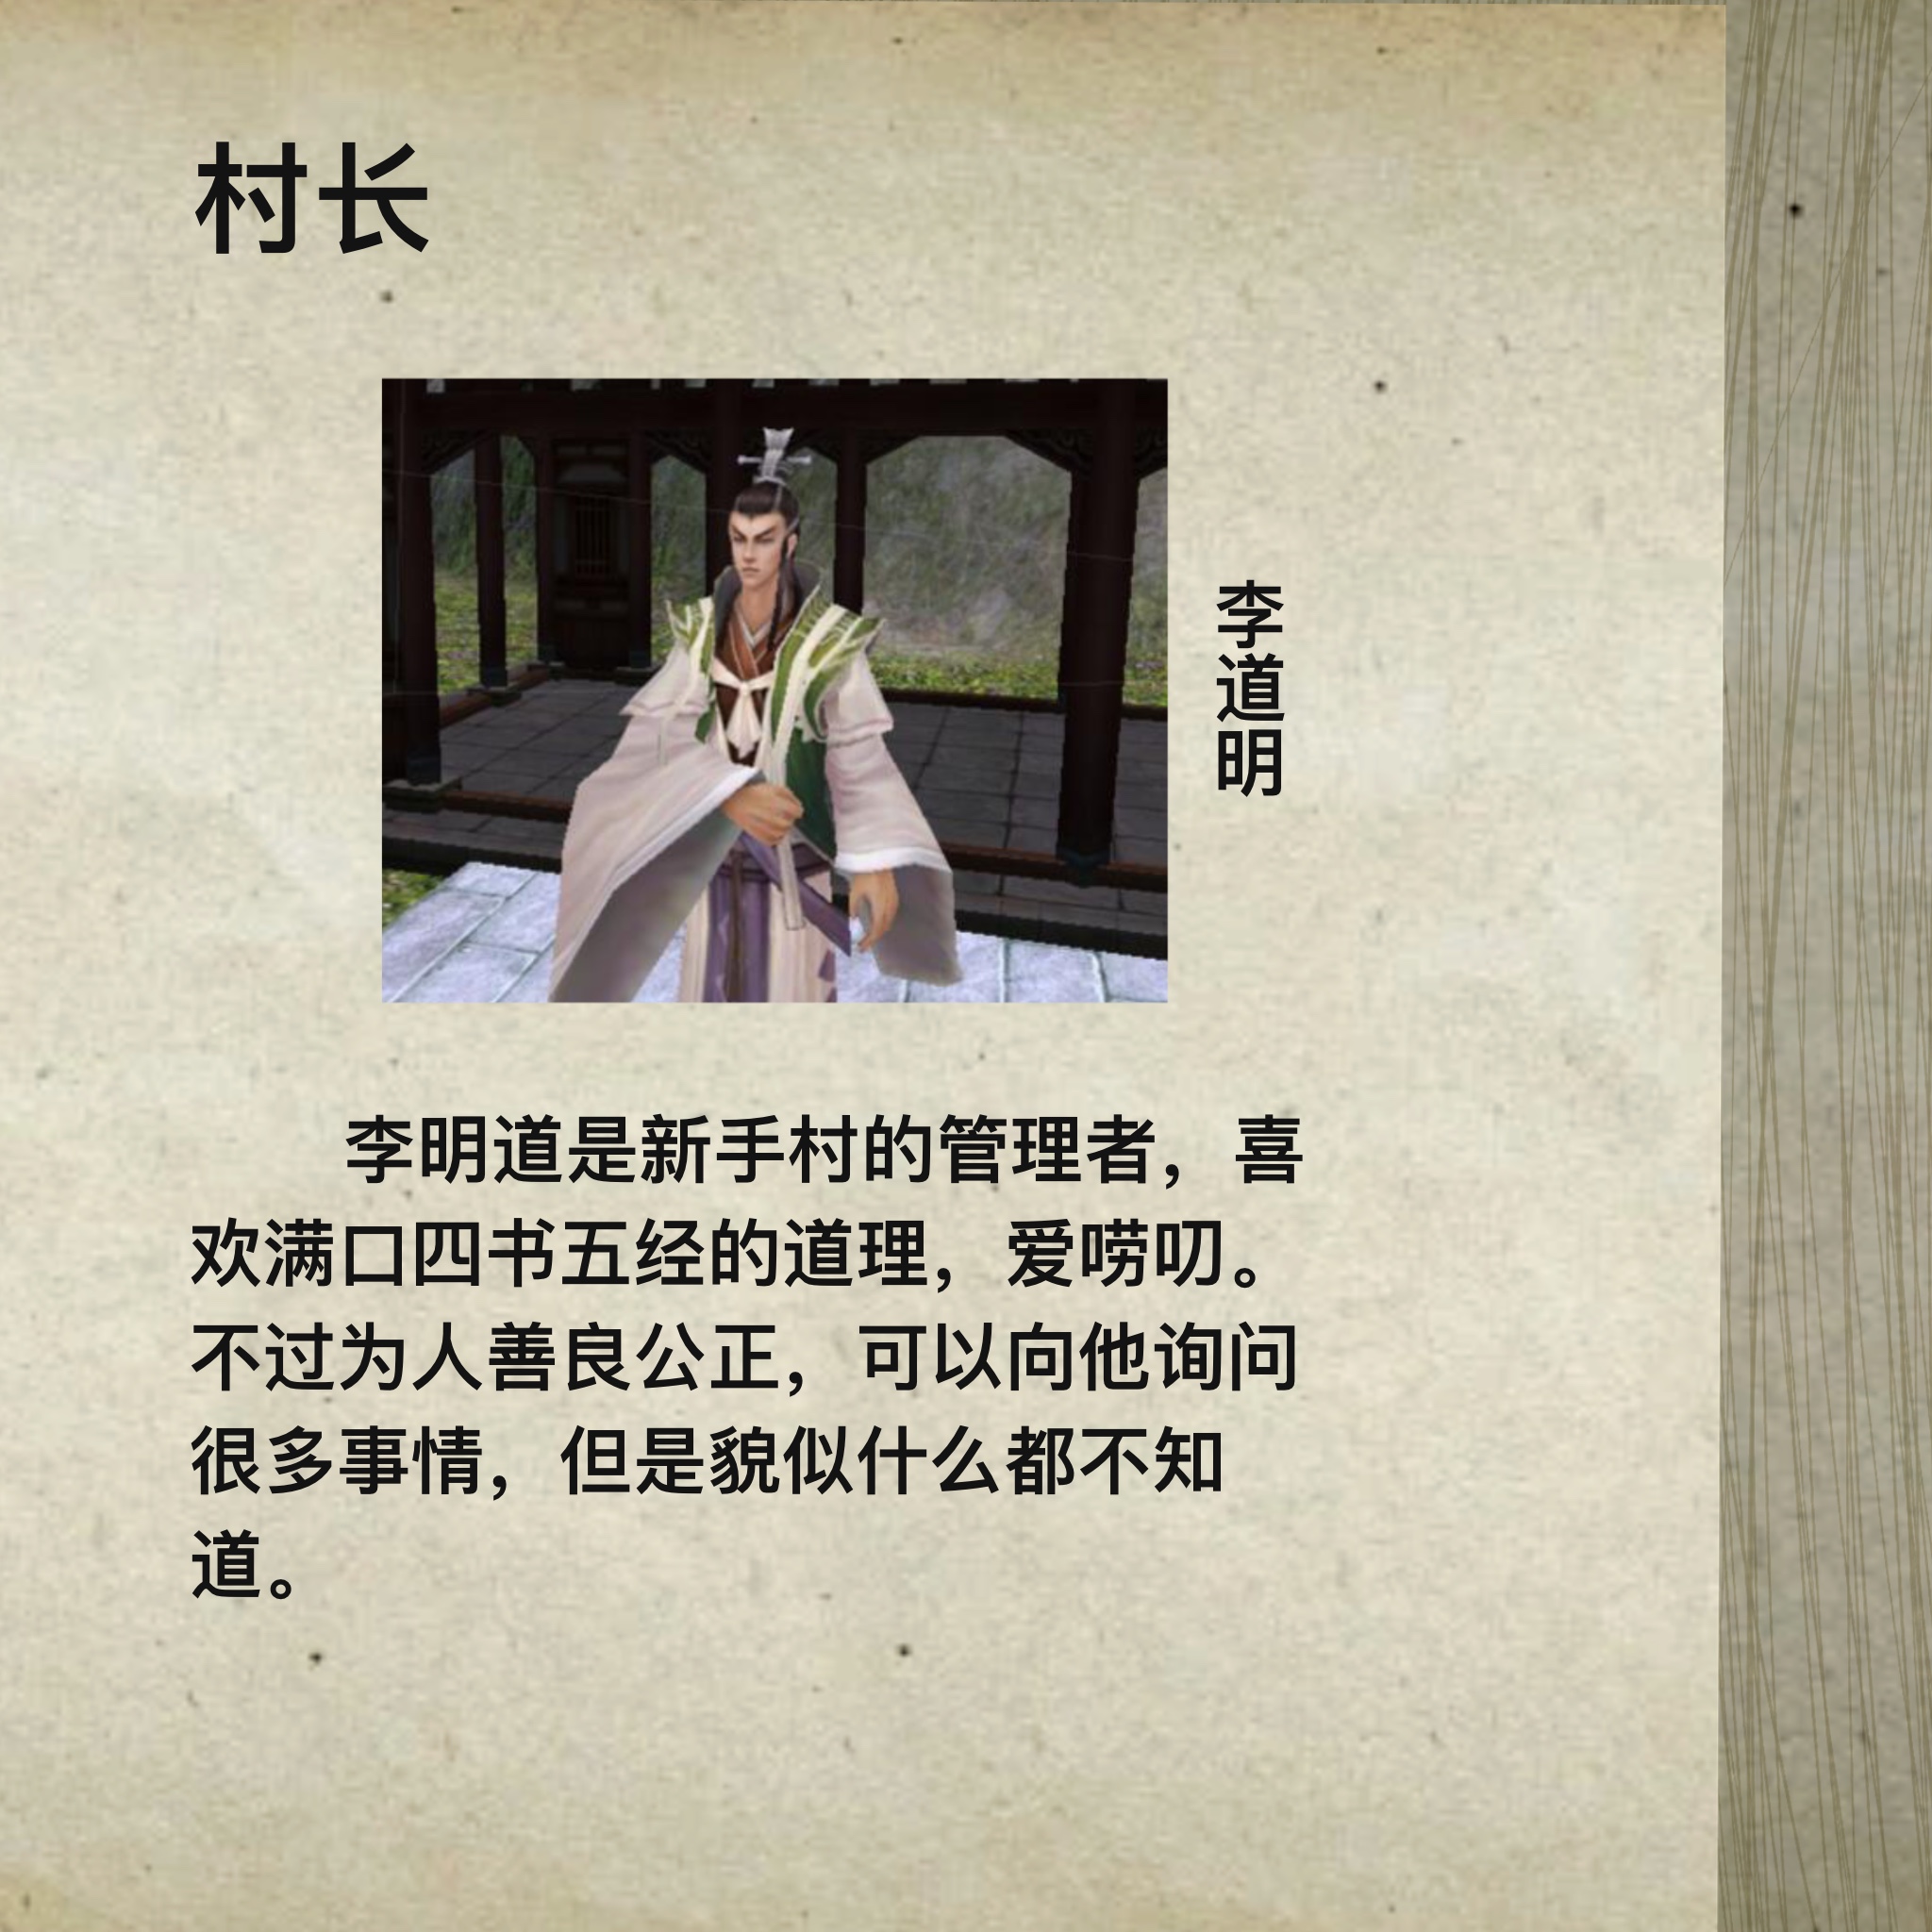 村长
李道明
李明道是新手村的管理者，喜
欢满口四书五经的道理，爱唠叨。
不过为人善良公正，可以向他询问
很多事情，但是貌似什么都不知
道。